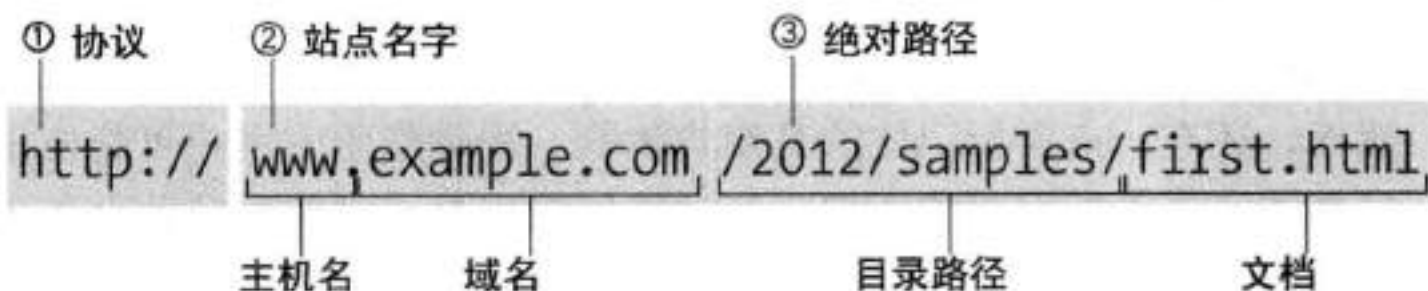 ① 协议 ② 站点名字 ③ 绝对路径
http:// www.example.com /2012/samples/first.html
主机名 域名 目录路径 文档